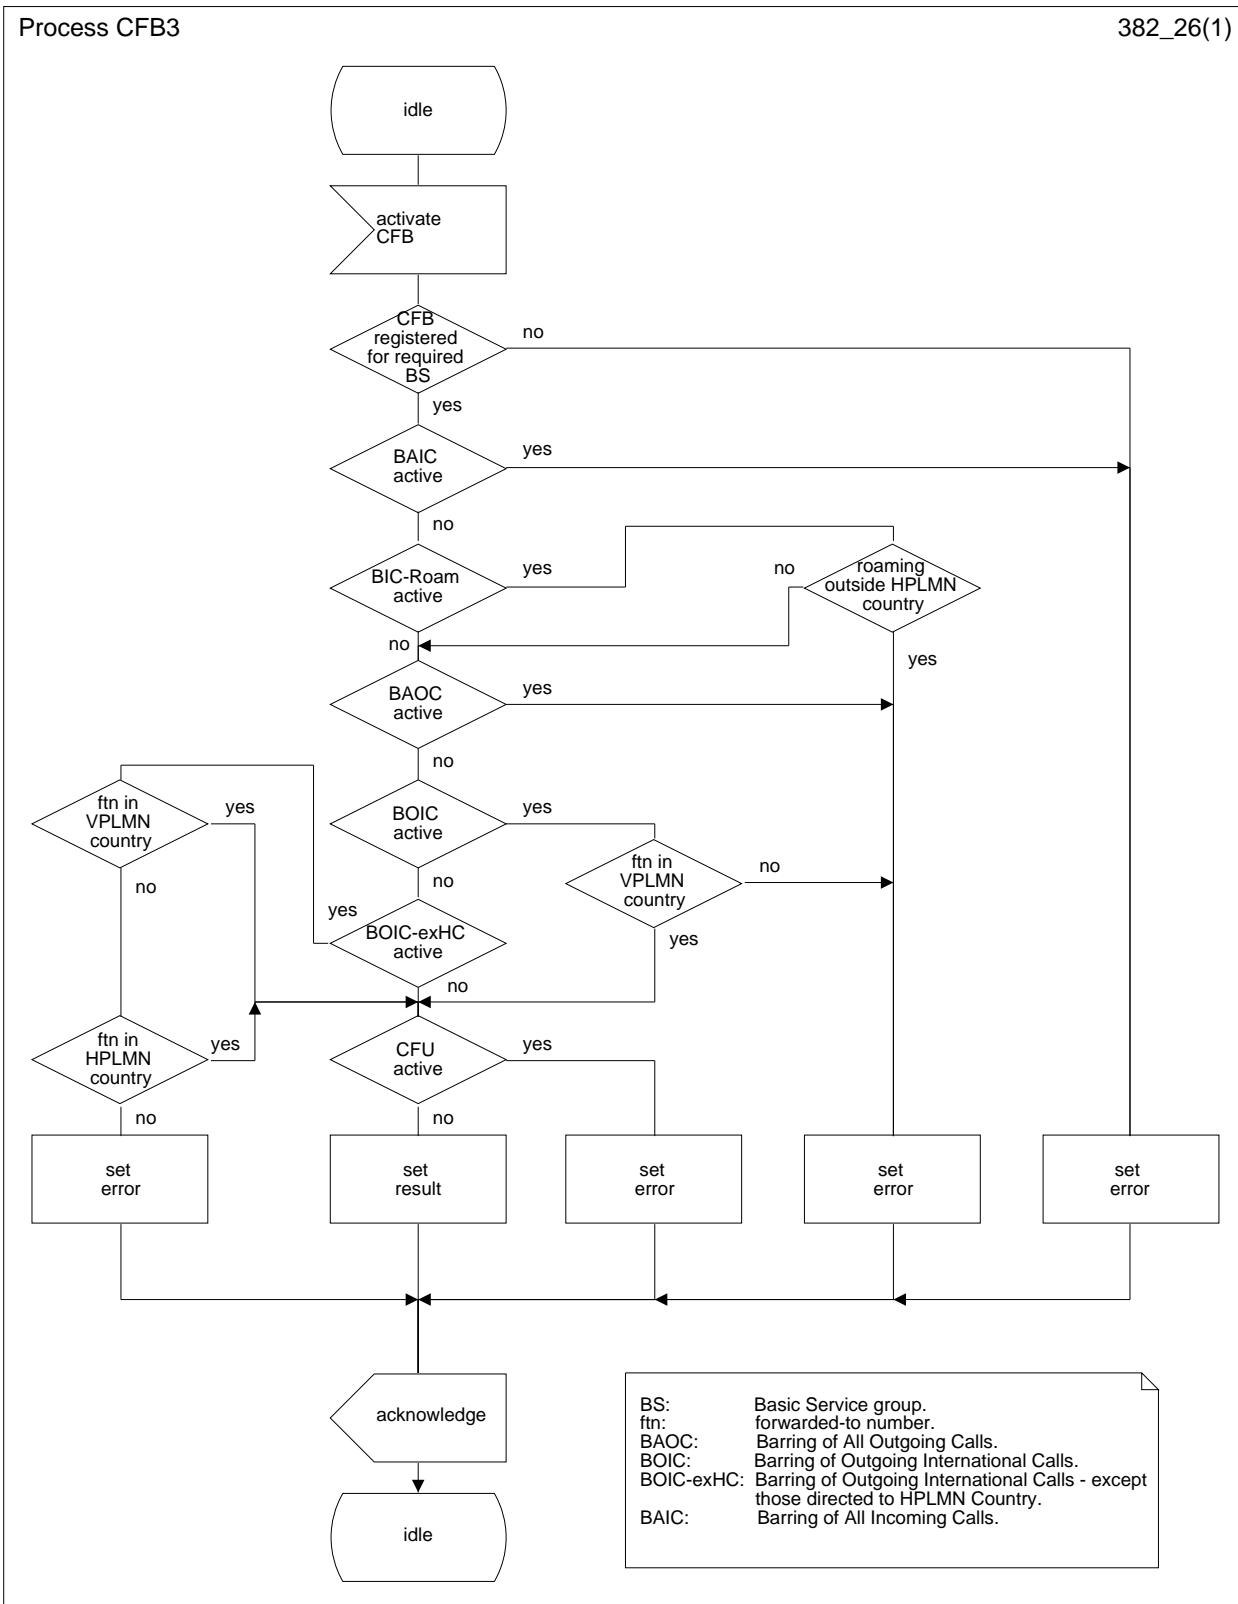 Process CFB3
382_26(1)
idle
activate
CFB
CFB
registered
for required
BS
no
yes
BAIC
active
yes
no
BIC-Roam
active
yes
no
roaming
outside HPLMN
country
no
yes
BAOC
active
yes
no
ftn in
VPLMN
country
yes
no
BOIC
active
yes
no
ftn in
VPLMN
country
no
yes
yes
BOIC-exHC
active
no
ftn in
HPLMN
country
yes
no
CFU
active
yes
no
set
error
set
result
set
error
set
error
set
error
acknowledge
idle
BS: Basic Service group.
ftn: forwarded-to number.
BAOC: Barring of All Outgoing Calls.
BOIC: Barring of Outgoing International Calls.
BOIC-exHC: Barring of Outgoing International Calls - except
those directed to HPLMN Country.
BAIC: Barring of All Incoming Calls.